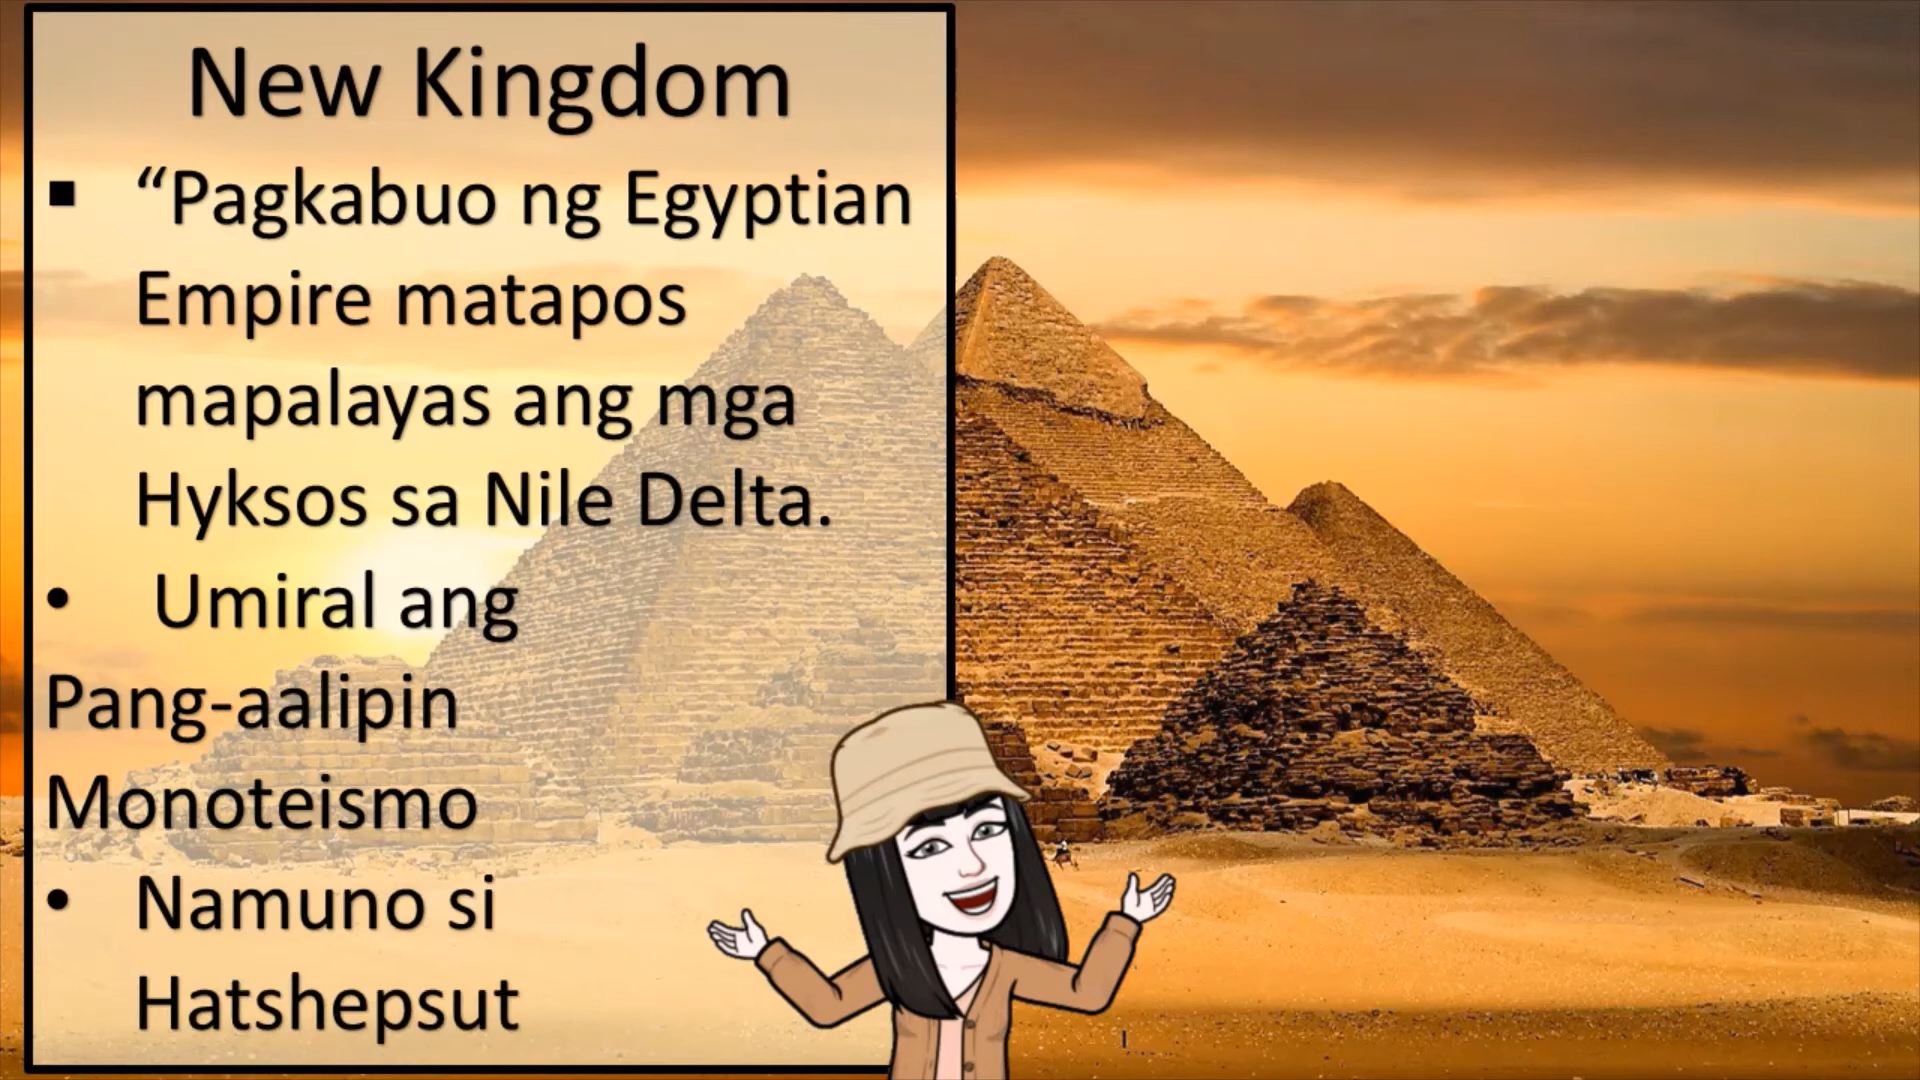 New Kingdom
▪ “Pagkabuo ng Egyptian
Empire matapos
mapalayas ang mga
Hyksos sa Nile Delta.
• Umiral ang
Pang-aalipin
Monoteismo
• Namuno si
Hatshepsut